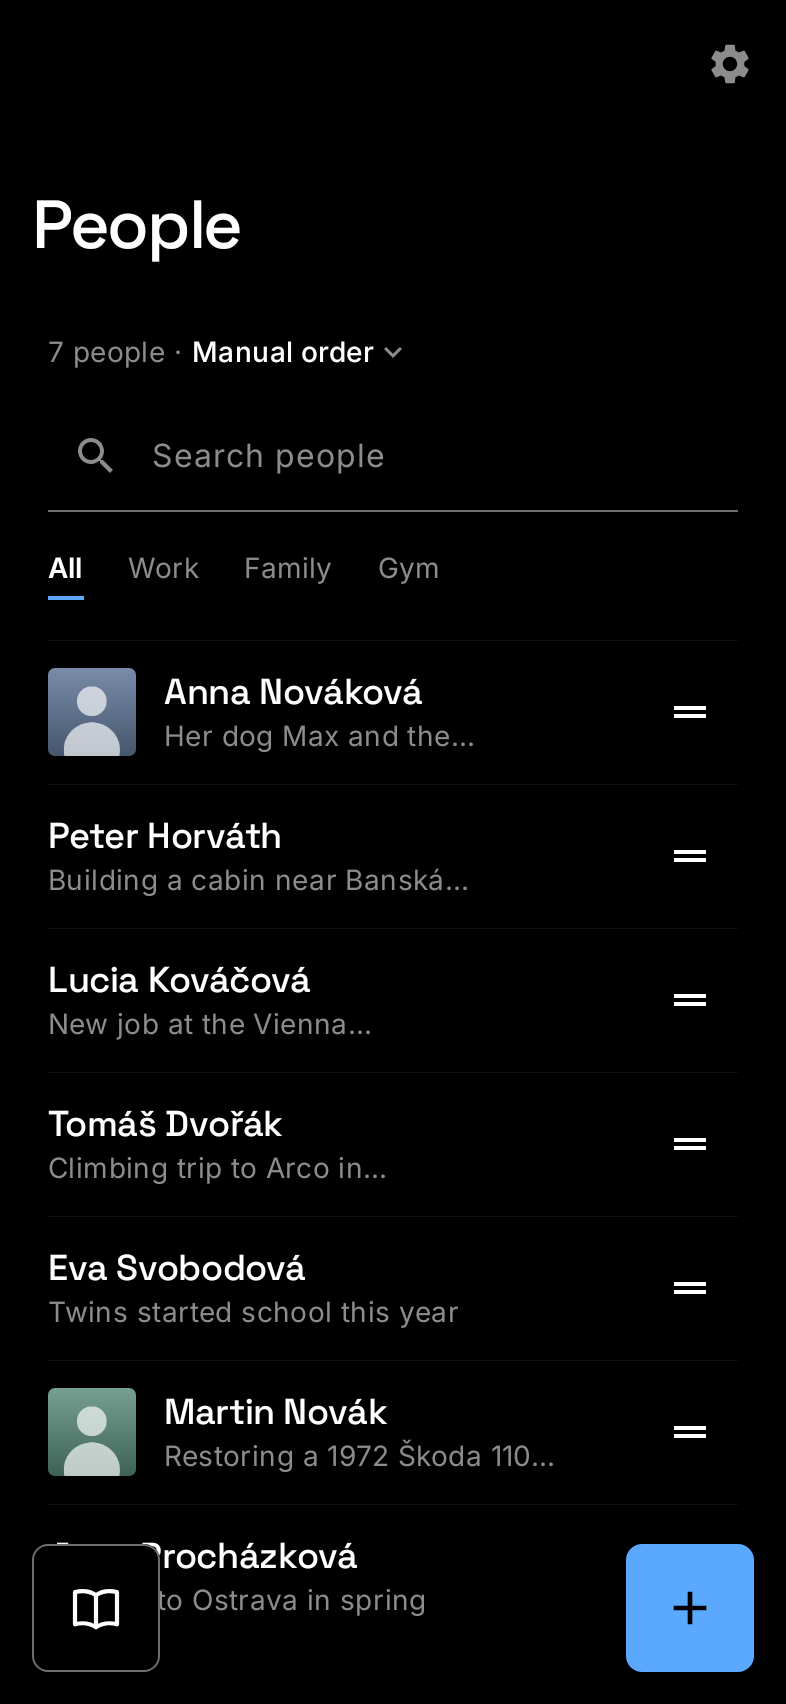 People
7 people · Manual order
Search people
All Work Family Gym
Anna Nováková
Her dog Max and the...
Peter Horváth
Building a cabin near Banská...
Lucia Kováčová
New job at the Vienna...
Tomáš Dvořák
Climbing trip to Arco in...
Eva Svobodová
Twins started school this year
Martin Novák
Restoring a 1972 Škoda 110...
Procházková
to Ostrava in spring